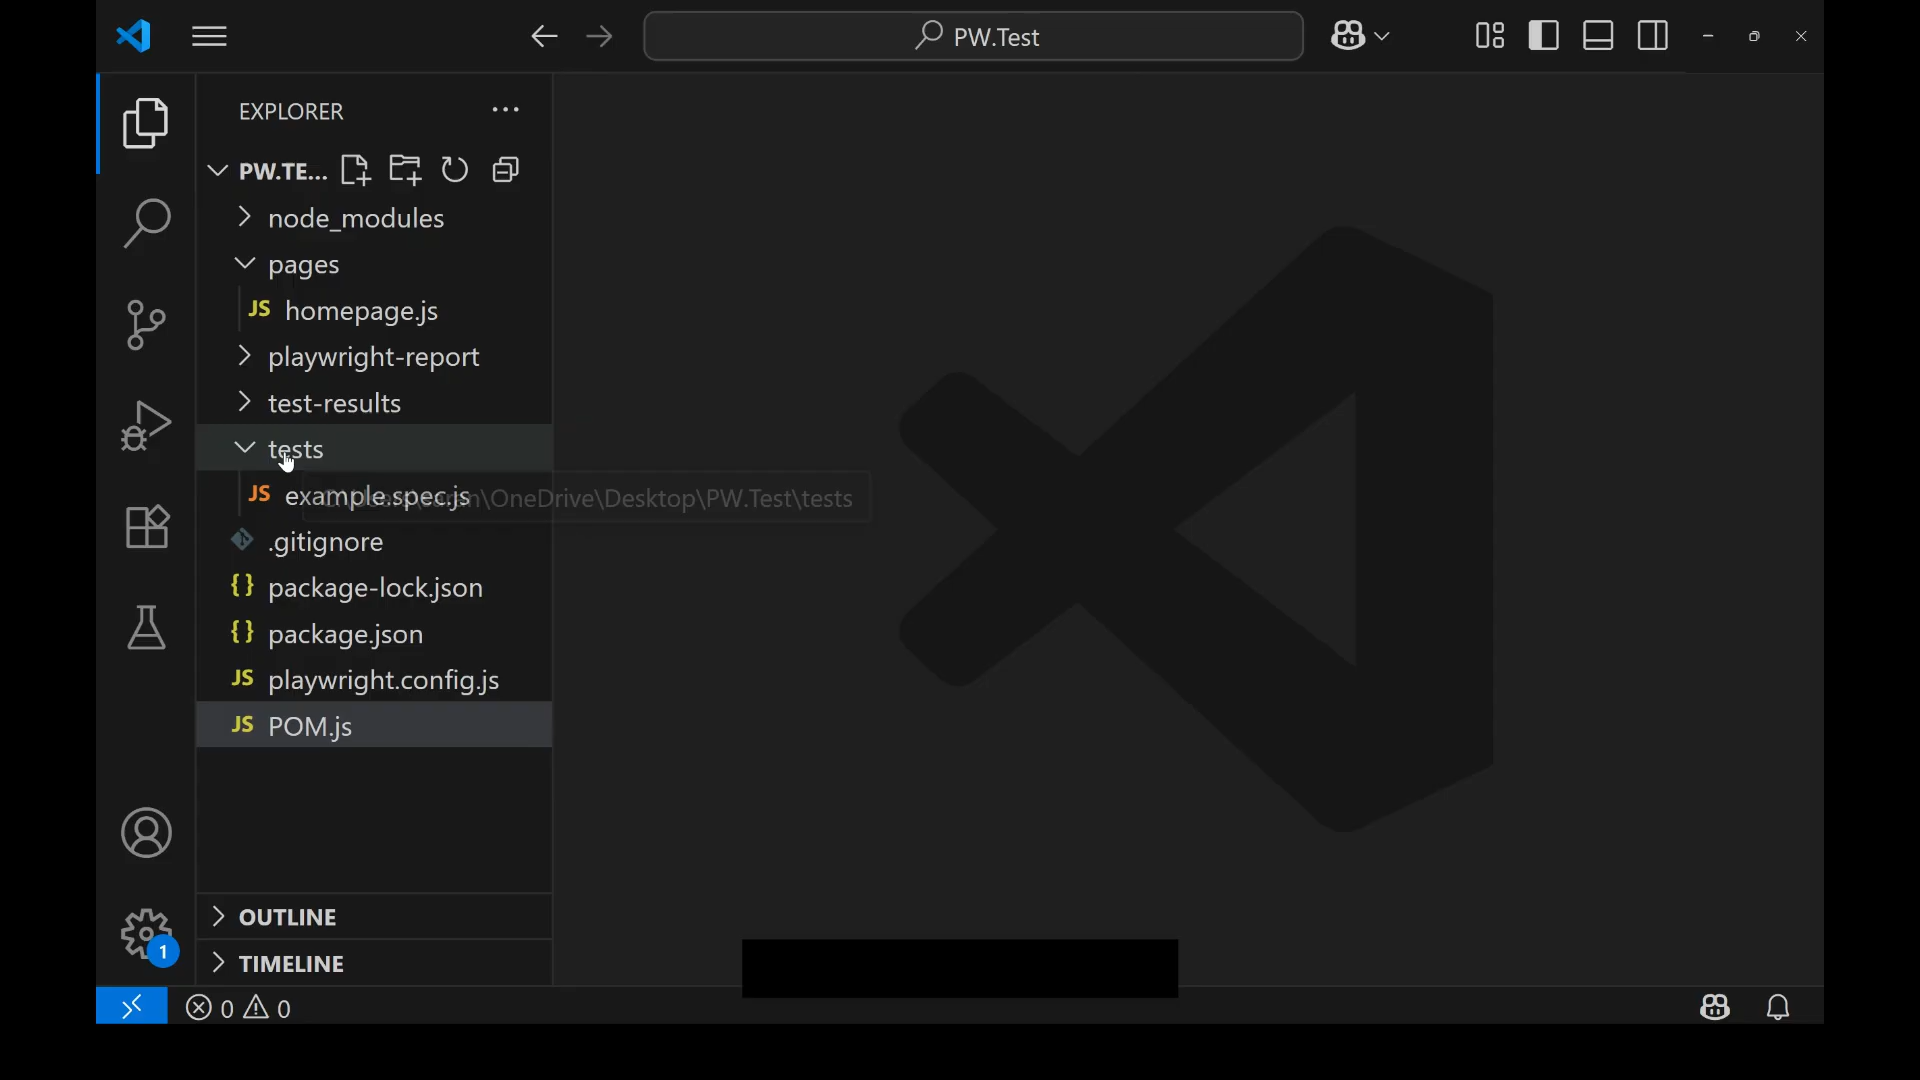 PW.Test
EXPLORER
PW.TE...
node_modules
pages
JS homepage.js
playwright-report
test-results
tests
JS example.spec.js
\OneDrive\Desktop\PW.Test\tests
.gitignore
{} package-lock.json
{} package.json
JS playwright.config.js
JS POM.js
OUTLINE
TIMELINE
1
0 0